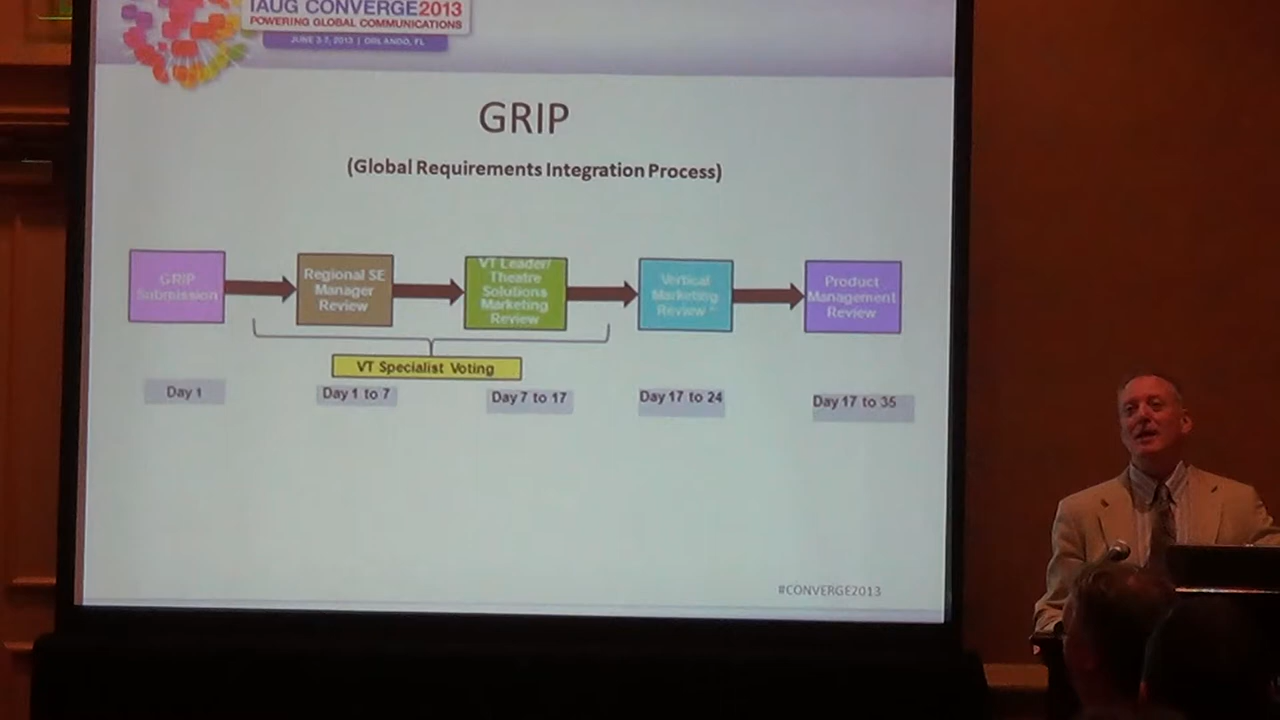 IAUG CONVERGE2013
POWERING GLOBAL COMMUNICATIONS
JUNE 3-7, 2013 | ORLANDO, FL
GRIP
(Global Requirements Integration Process)
GRIP
Submission
Regional SE
Manager
Review
VT Leader/
Theatre
Solutions
Marketing
Review
Vertical
Marketing
Review
Product
Management
Review
VT Specialist Voting
Day 1
Day 1 to 7
Day 7 to 17
Day 17 to 24
Day 17 to 35
#CONVERGE2013